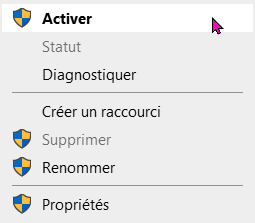 Activer
Statut
Diagnostiquer
Créer un raccourci
Supprimer
Renommer
Propriétés